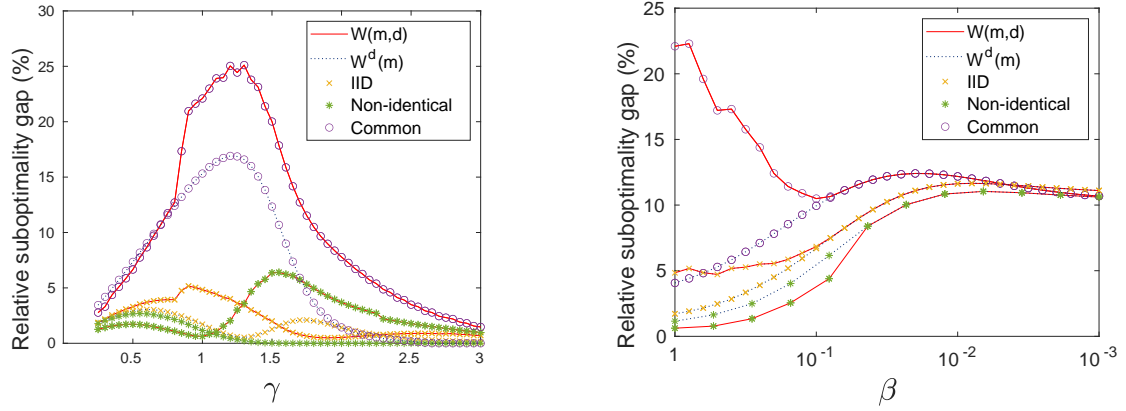 Relative suboptimality gap (%)
30
25
20
15
10
5
0
0.5
1
1.5
2
2.5
3
γ
W(m,d)
W^d(m)
IID
Non-identical
Common
Relative suboptimality gap (%)
25
20
15
10
5
0
1
10^-1
10^-2
10^-3
β
W(m,d)
W^d(m)
IID
Non-identical
Common